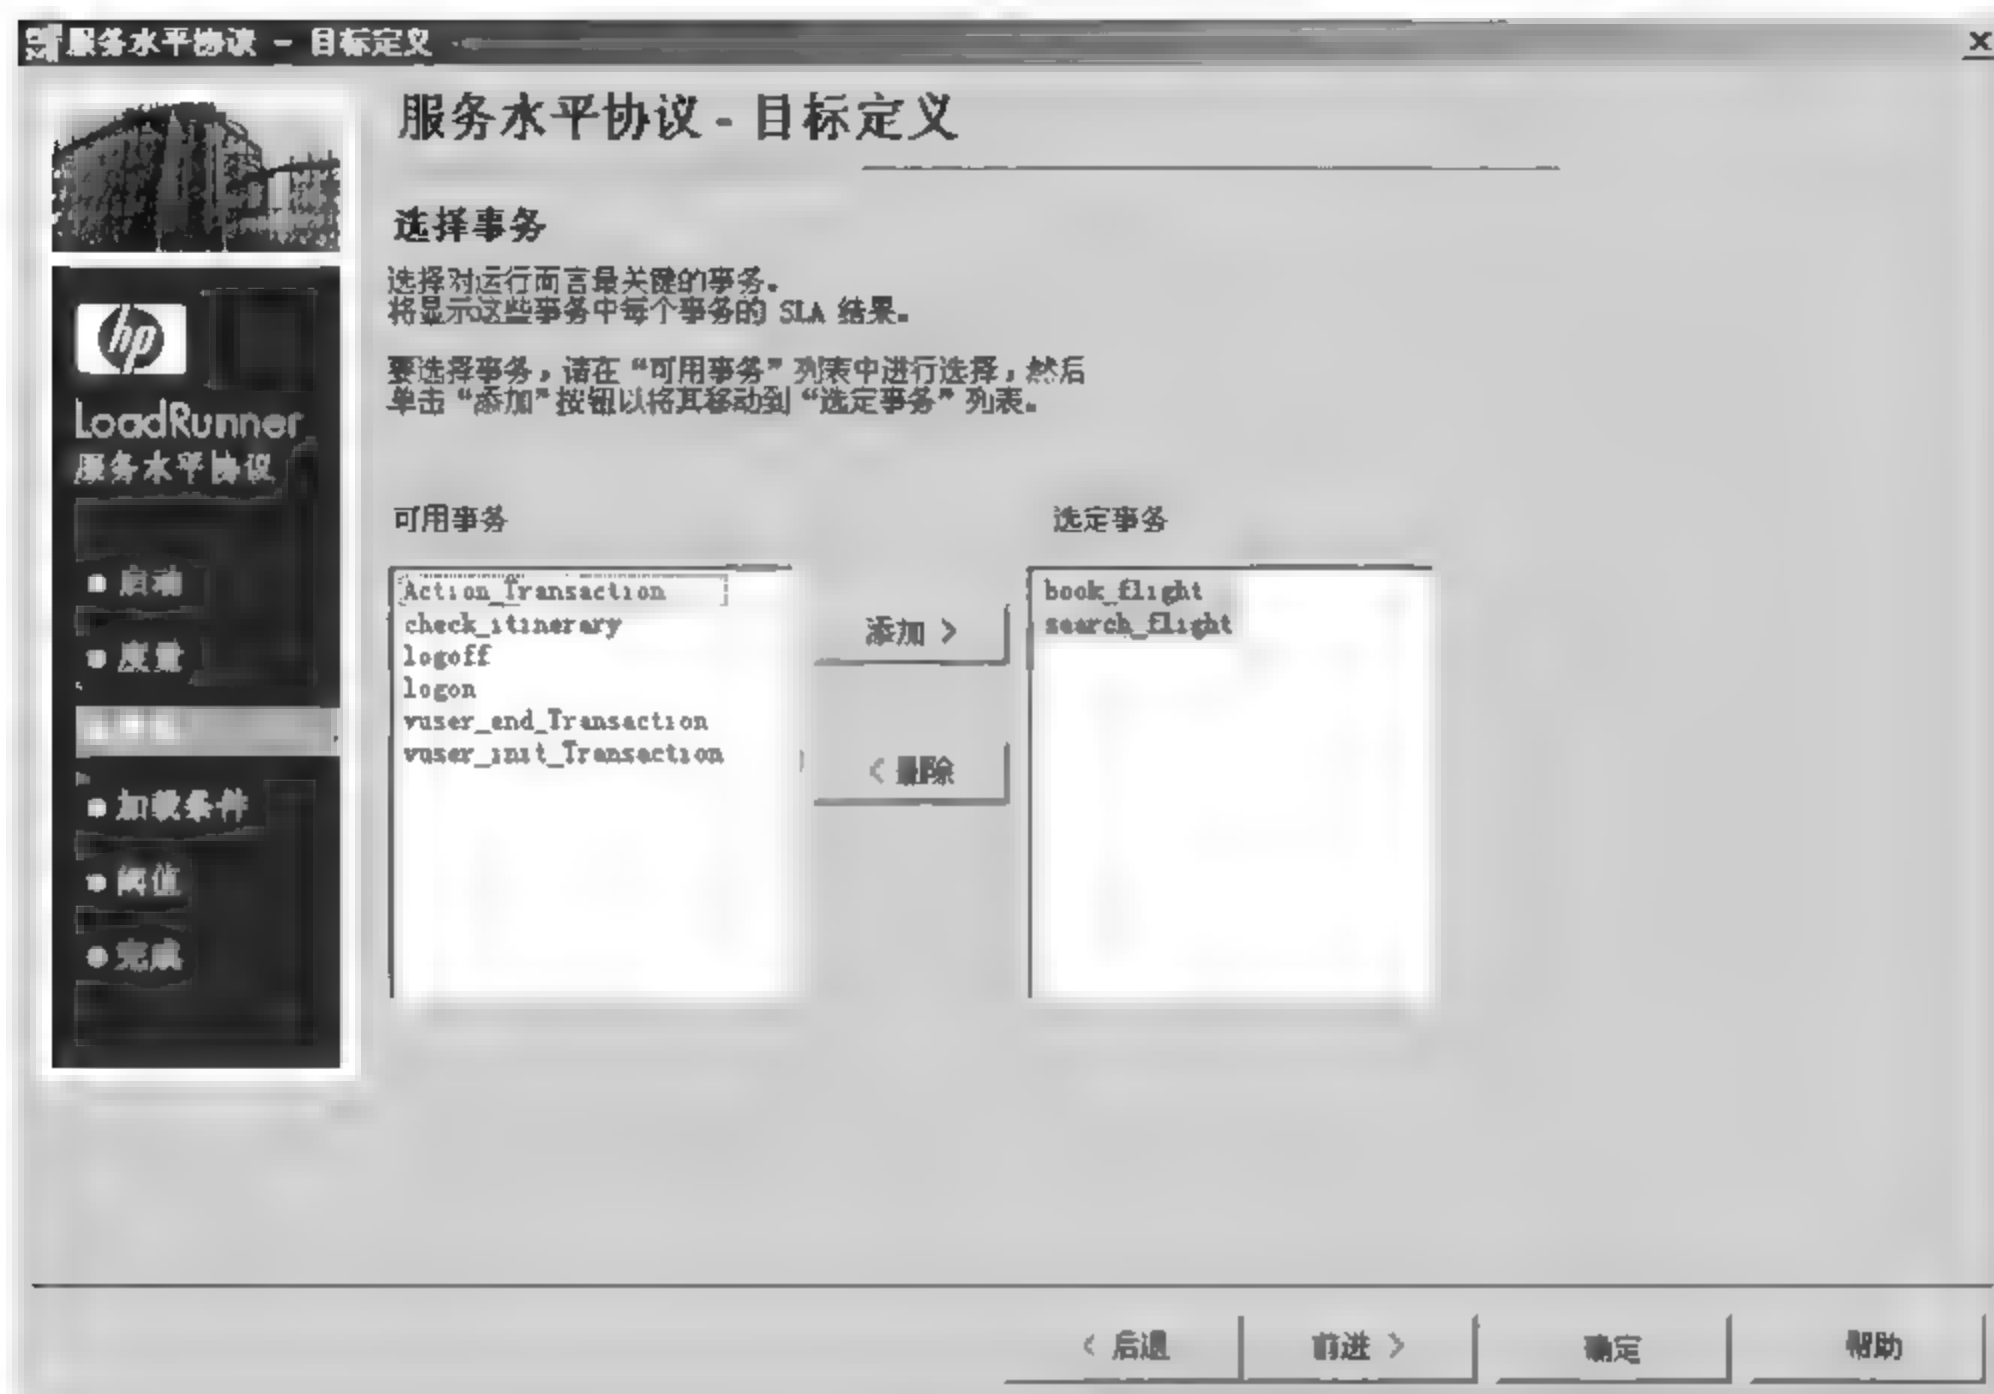 服务水平协议 - 目标定义
服务水平协议 - 目标定义
选择事务
选择对运行而言最关键的事务。
将显示这些事务中每个事务的 SLA 结果。
要选择事务，请在“可用事务”列表中进行选择，然后
单击“添加”按钮以将其移动到“选定事务”列表。
hp
LoadRunner
服务水平协议
启动
度量
加载条件
阈值
完成
可用事务
Action_Transaction
check_itinerary
logoff
logon
vuser_end_Transaction
vuser_init_Transaction
添加 >
< 删除
选定事务
book_flight
search_flight
< 后退
前进 >
确定
帮助